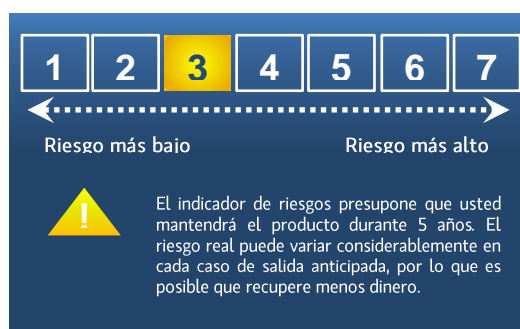 1 2 3 4 5 6 7
Riesgo más bajo Riesgo más alto
!
El indicador de riesgos presupone que usted
mantendrá el producto durante 5 años. El
riesgo real puede variar considerablemente en
cada caso de salida anticipada, por lo que es
posible que recupere menos dinero.